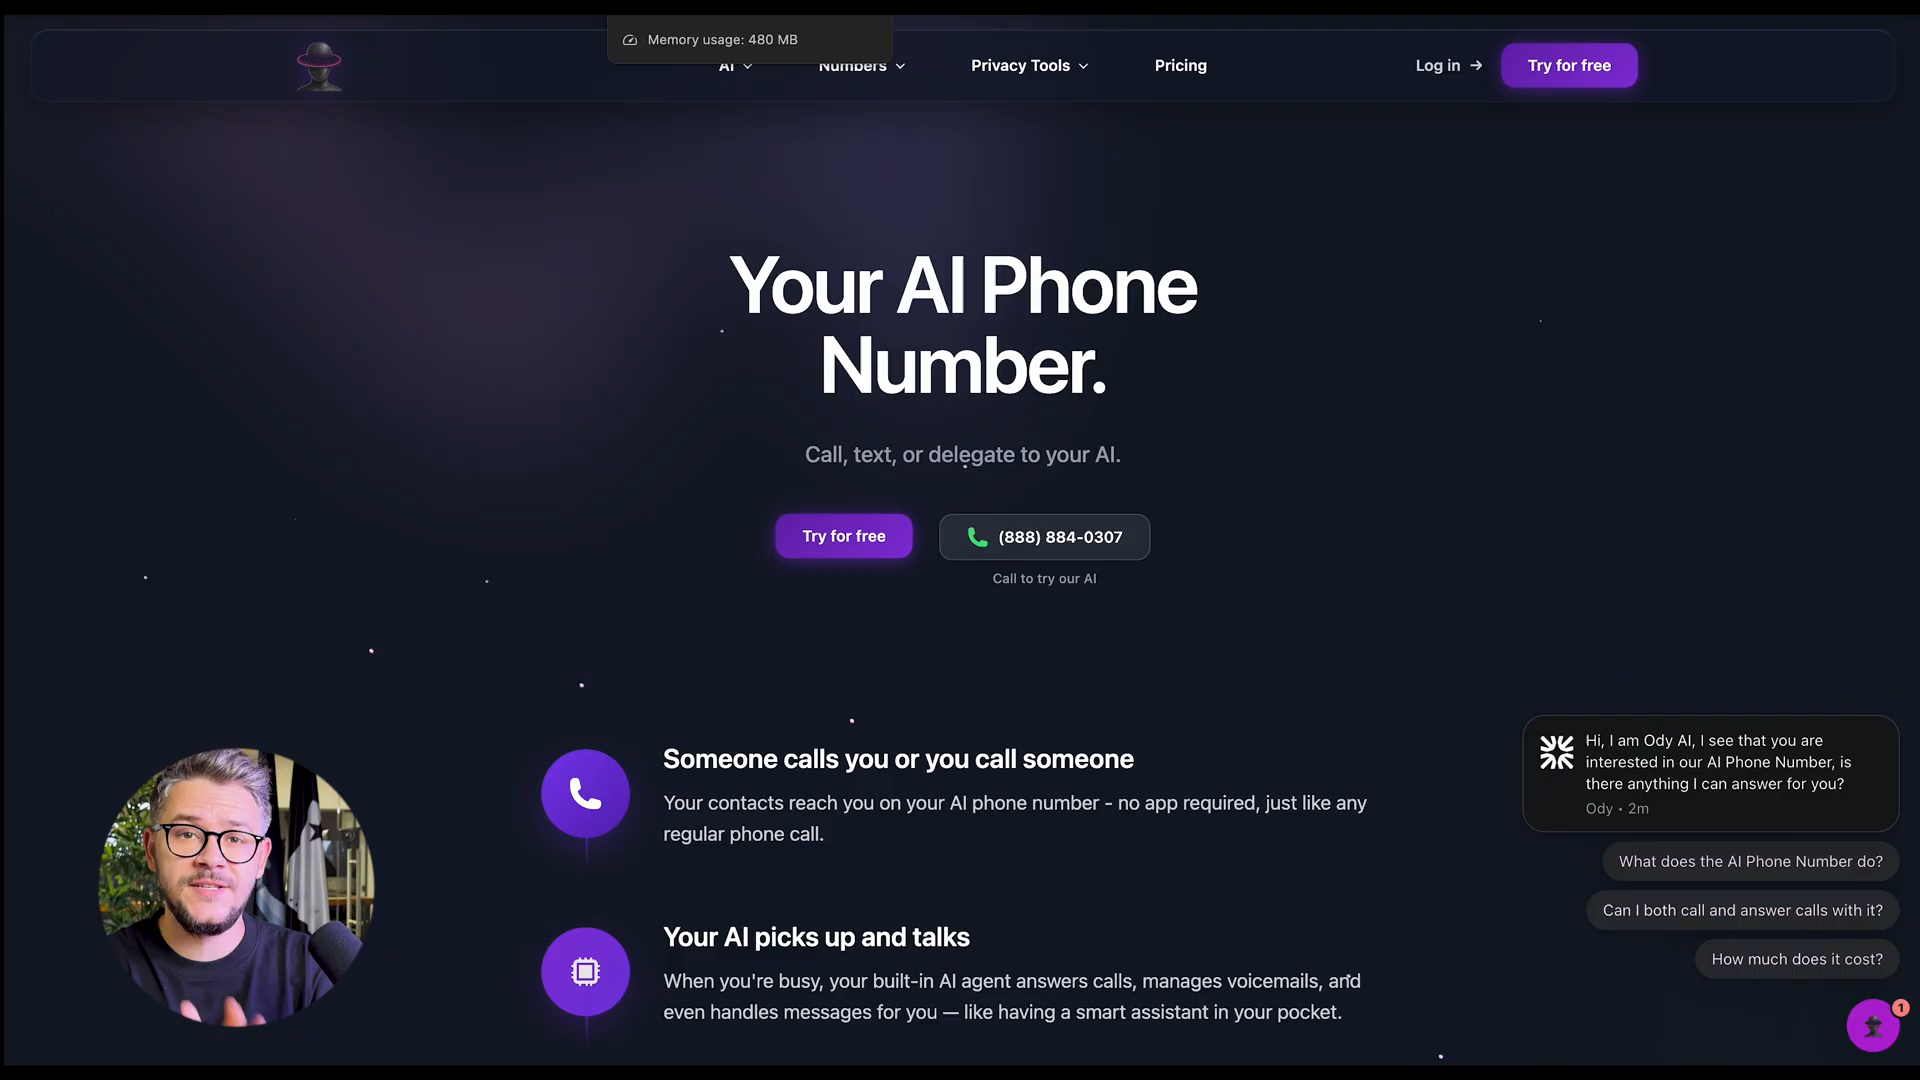 Memory usage: 480 MB
AI
Numbers
Privacy Tools
Pricing
Log in
Try for free
Your AI Phone
Number.
Call, text, or delegate to your AI.
Try for free
(888) 884-0307
Call to try our AI
Someone calls you or you call someone
Your contacts reach you on your AI phone number - no app required, just like any
regular phone call.
Your AI picks up and talks
When you're busy, your built-in AI agent answers calls, manages voicemails, and
even handles messages for you — like having a smart assistant in your pocket.
Hi, I am Ody AI, I see that you are
interested in our AI Phone Number, is
there anything I can answer for you?
Ody • 2m
What does the AI Phone Number do?
Can I both call and answer calls with it?
How much does it cost?
1